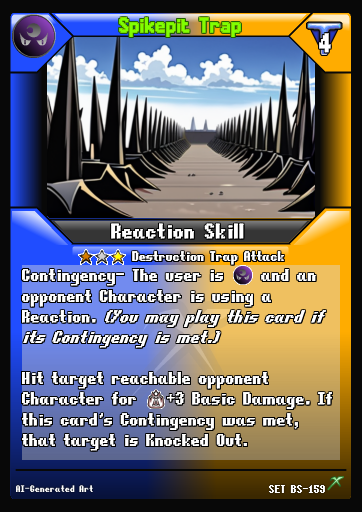 Spikepit Trap
4
Reaction Skill
Destruction Trap Attack
Contingency- The user is and an
opponent Character is using a
Reaction. (You may play this card if
its Contingency is met.)
Hit target reachable opponent
Character for +3 Basic Damage. If
this card's Contingency was met,
that target is Knocked Out.
AI-Generated Art
SET BS-159